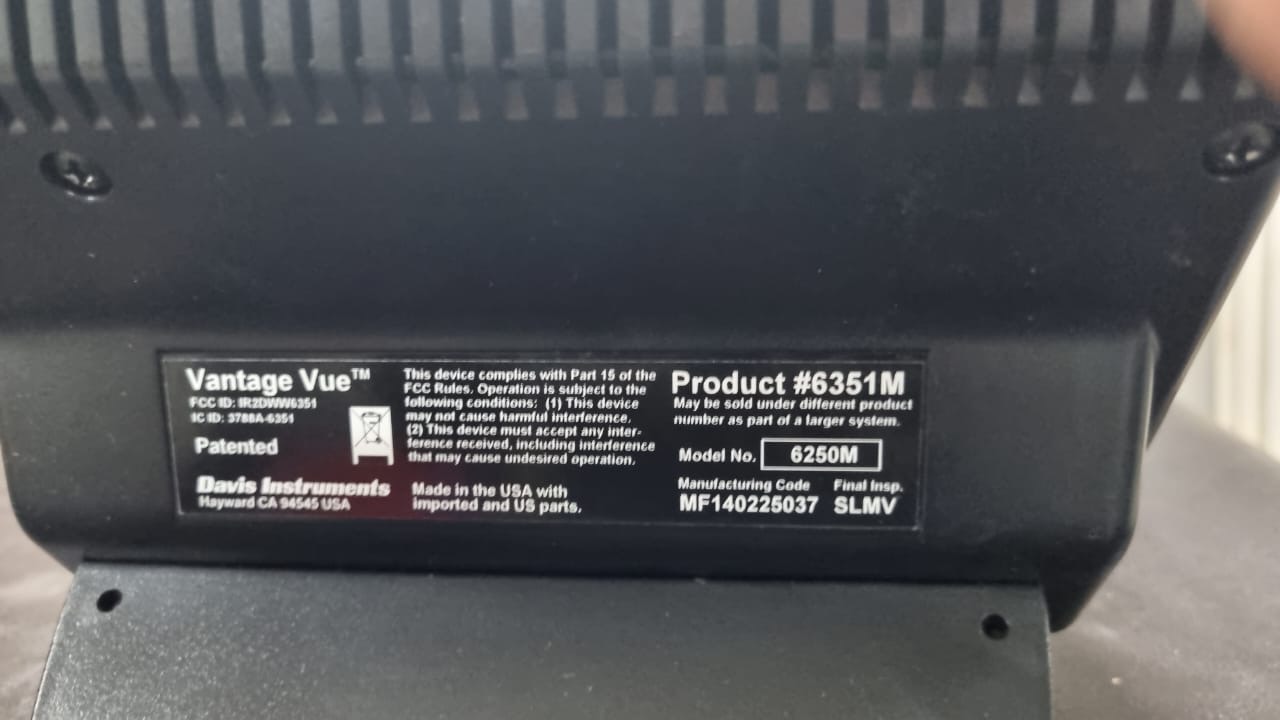 Vantage Vue™
FCC ID: IR2DWW6351
IC ID: 3788A-6351
Patented
Davis Instruments
Hayward CA 94545 USA
This device complies with Part 15 of the
FCC Rules. Operation is subject to the
following conditions: (1) This device
may not cause harmful interference.
(2) This device must accept any inter-
ference received, including interference
that may cause undesired operation.
Made in the USA with
imported and US parts.
Product #6351M
May be sold under different product
number as part of a larger system.
Model No. 6250M
Manufacturing Code Final Insp.
MF140225037 SLMV